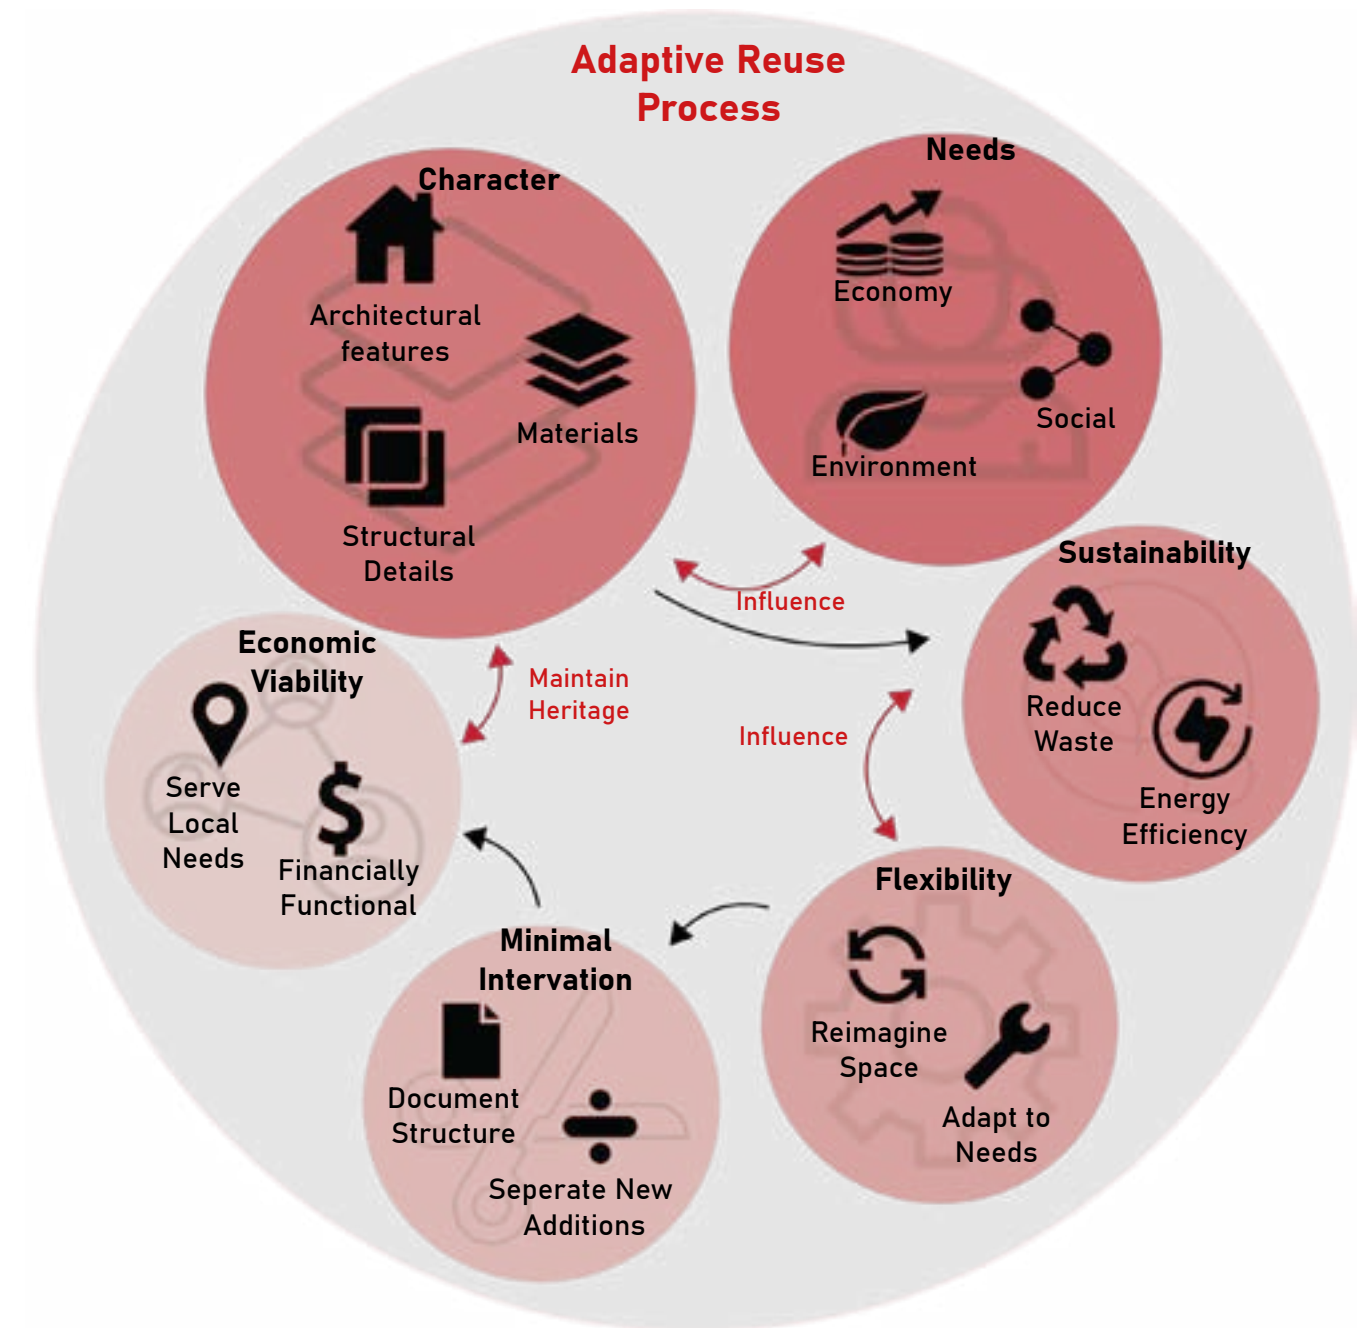 Adaptive Reuse
Process
Character
Architectural
features
Materials
Structural
Details
Needs
Economy
Social
Environment
Influence
Sustainability
Reduce
Waste
Energy
Efficiency
Influence
Maintain
Heritage
Economic
Viability
Serve
Local
Needs
Financially
Functional
Flexibility
Reimagine
Space
Adapt to
Needs
Minimal
Intervation
Document
Structure
Seperate New
Additions